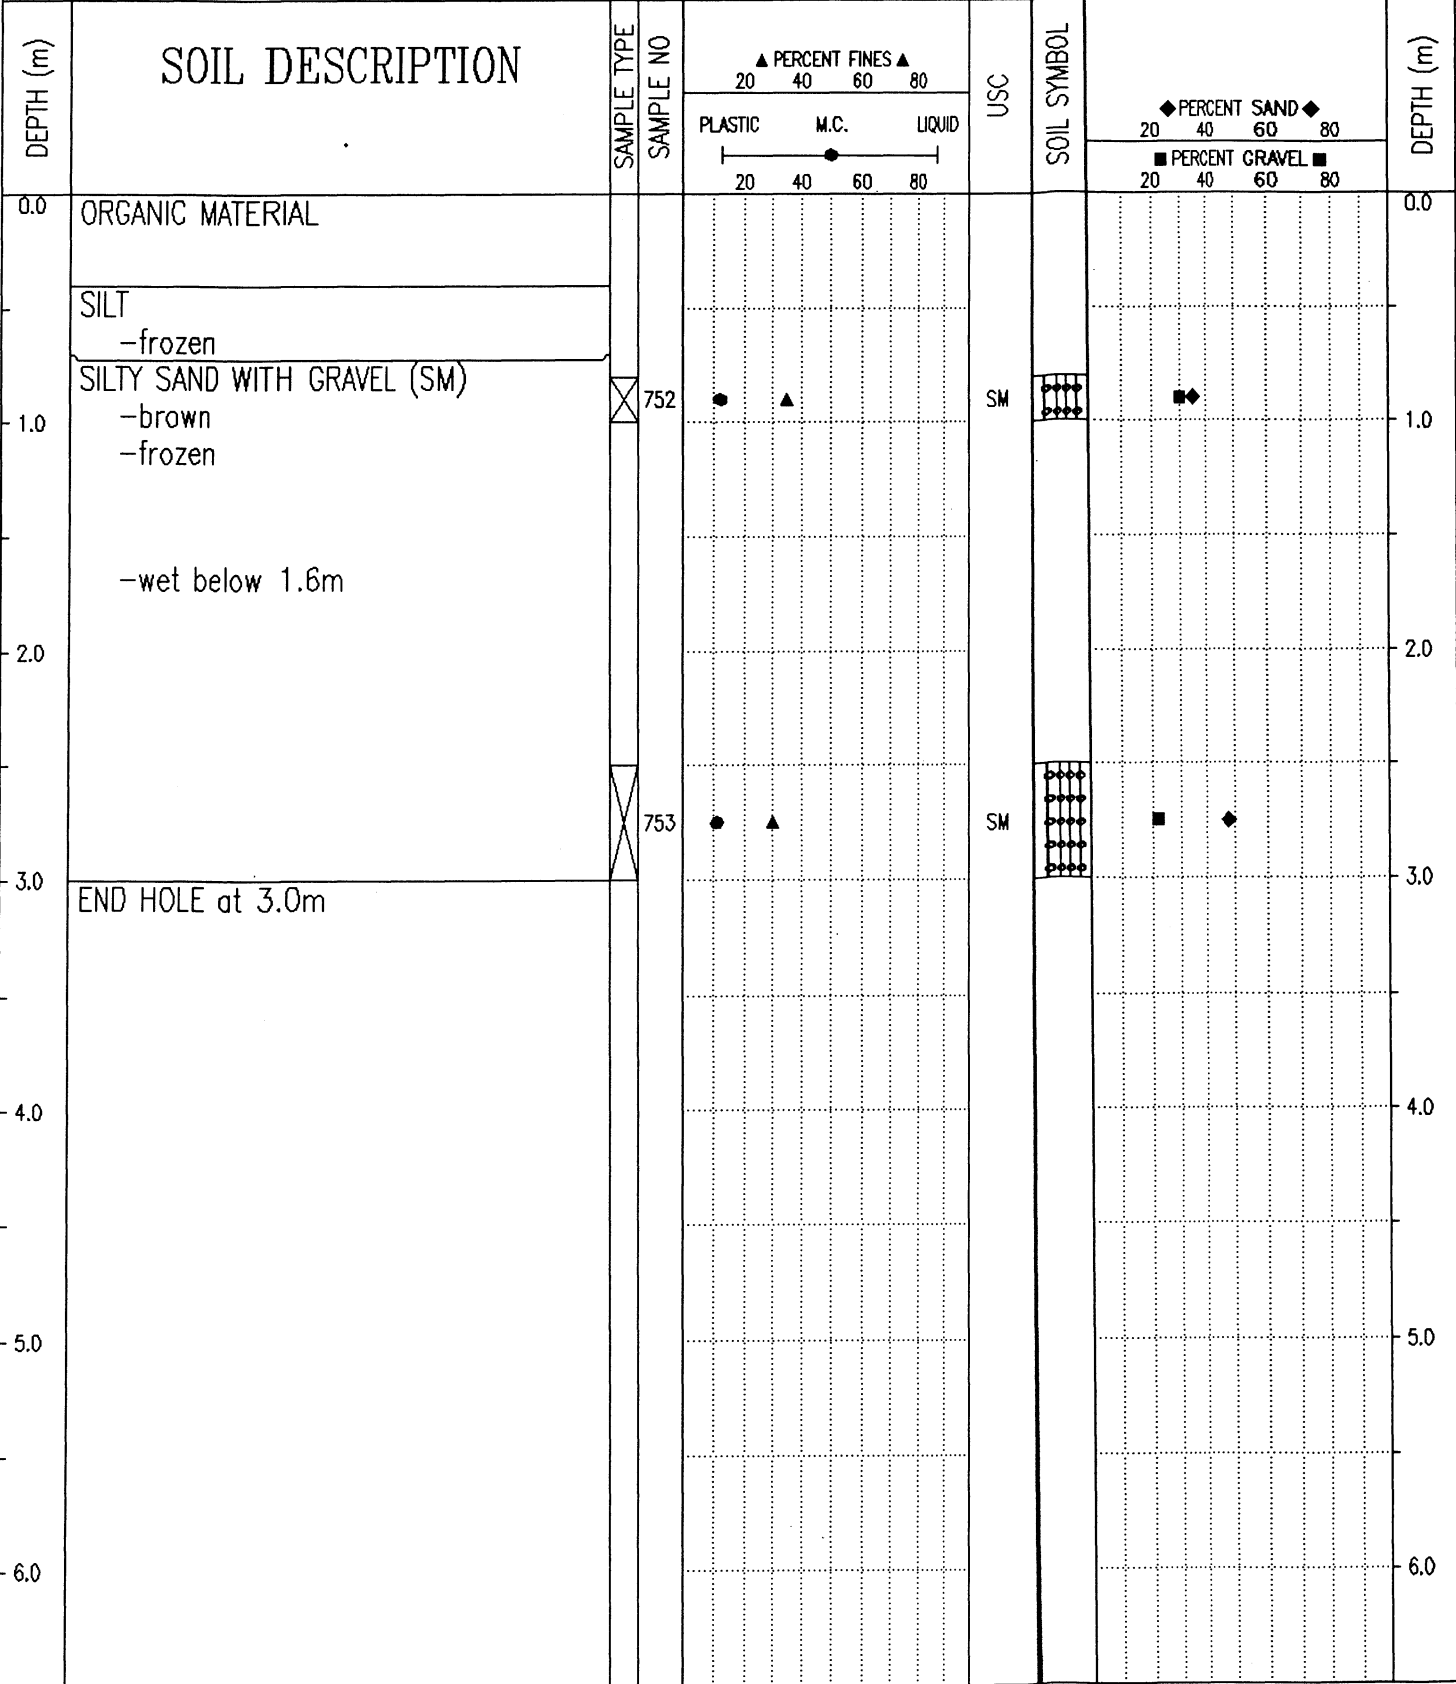 DEPTH (m)
SOIL DESCRIPTION
SAMPLE TYPE
SAMPLE NO
▲ PERCENT FINES ▲
20 40 60 80
PLASTIC M.C. LIQUID
20 40 60 80
USC
SOIL SYMBOL
◆ PERCENT SAND ◆
20 40 60 80
■ PERCENT GRAVEL ■
20 40 60 80
DEPTH (m)
0.0
ORGANIC MATERIAL
0.0
SILT
-frozen
SILTY SAND WITH GRAVEL (SM)
752
SM
-brown
1.0
1.0
-frozen
-wet below 1.6m
2.0
2.0
753
SM
3.0
3.0
END HOLE at 3.0m
4.0
4.0
5.0
5.0
6.0
6.0